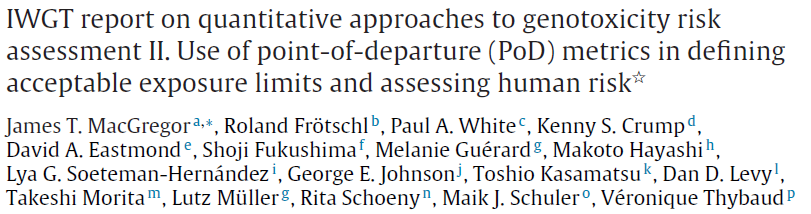 IWGT report on quantitative approaches to genotoxicity risk
assessment II. Use of point-of-departure (PoD) metrics in defining
acceptable exposure limits and assessing human risk☆
James T. MacGregor a,∗, Roland Frötschl b, Paul A. White c, Kenny S. Crump d,
David A. Eastmond e, Shoji Fukushima f, Melanie Guérard g, Makoto Hayashi h,
Lya G. Soeteman-Hernández i, George E. Johnson j, Toshio Kasamatsu k, Dan D. Levy l,
Takeshi Morita m, Lutz Müller g, Rita Schoeny n, Maik J. Schuler o, Véronique Thybaud p